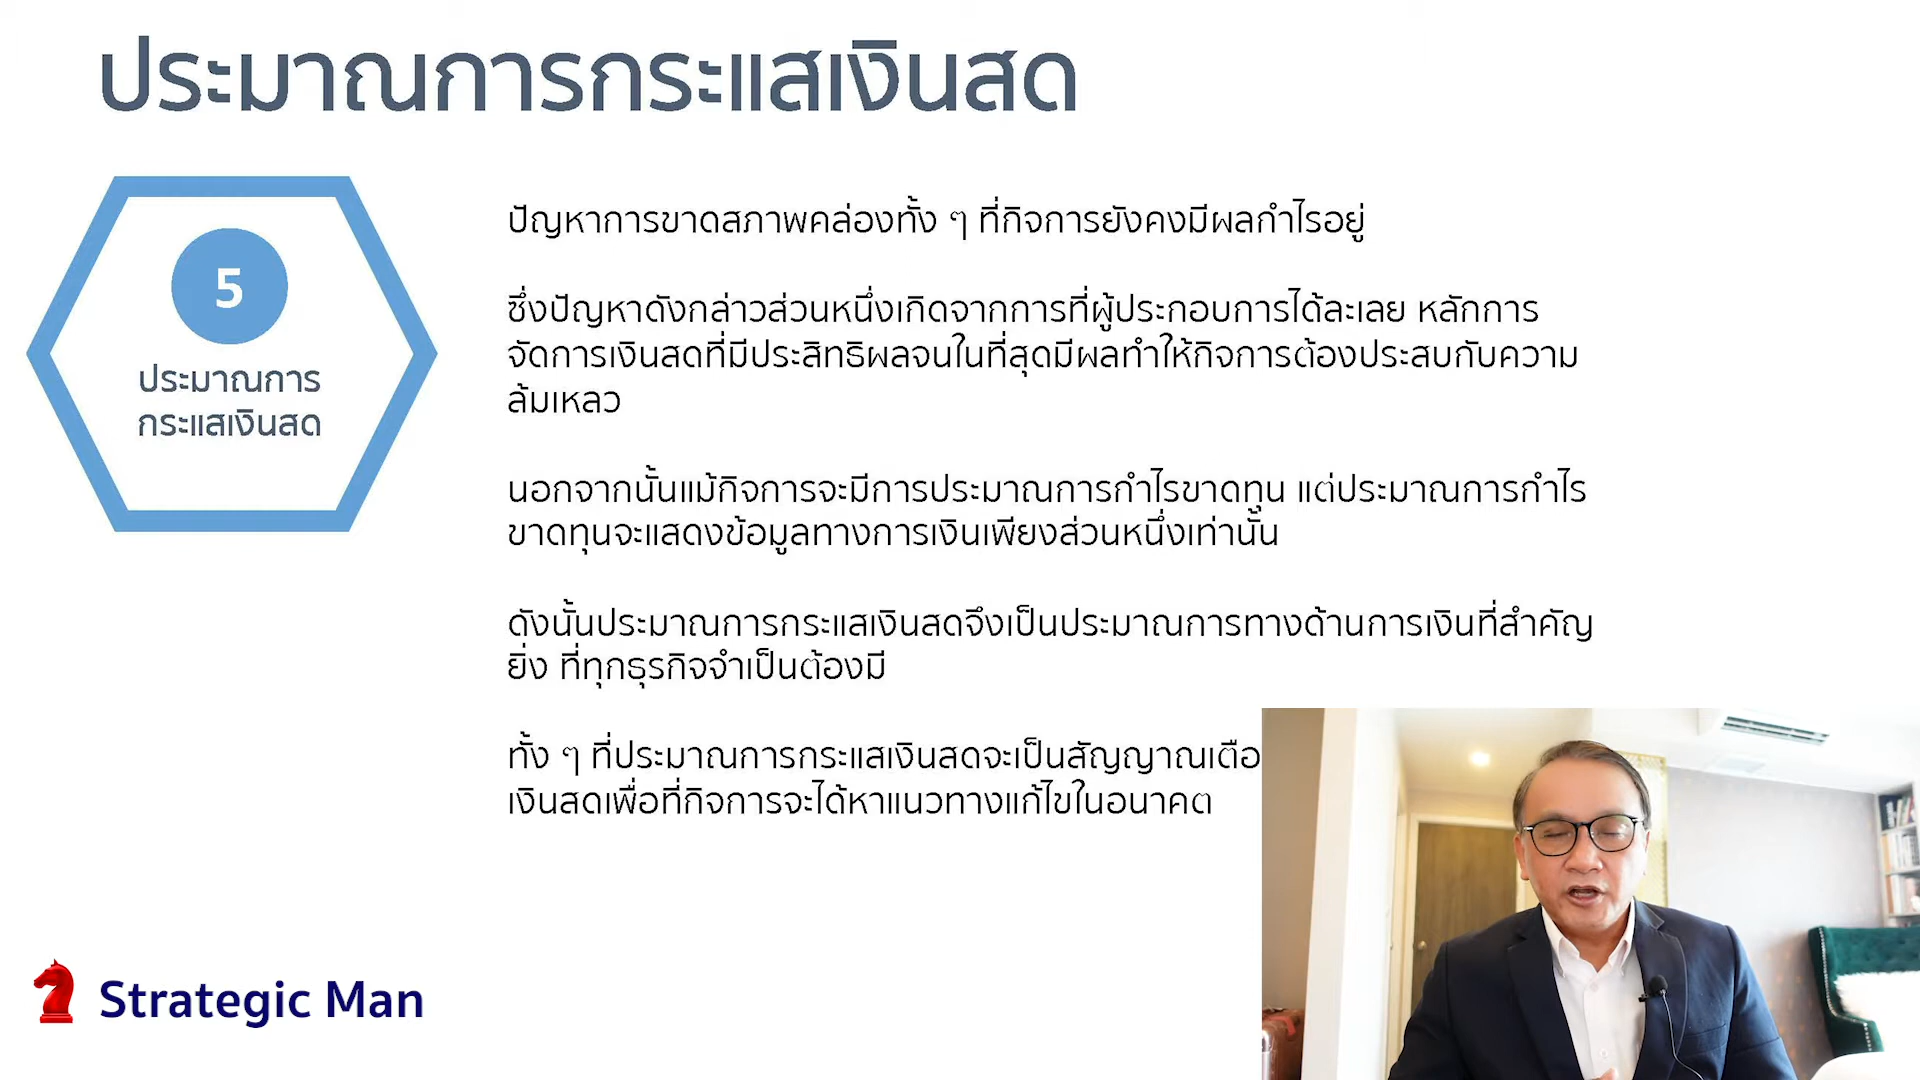 ประมาณการกระแสเงินสด
5
ประมาณการ
กระแสเงินสด
ปัญหาการขาดสภาพคล่องทั้ง ๆ ที่กิจการยังคงมีผลกำไรอยู่
ซึ่งปัญหาดังกล่าวส่วนหนึ่งเกิดจากการที่ผู้ประกอบการได้ละเลย หลักการ
จัดการเงินสดที่มีประสิทธิผลจนในที่สุดมีผลทำให้กิจการต้องประสบกับความ
ล้มเหลว
นอกจากนั้นแม้กิจการจะมีการประมาณการกำไรขาดทุน แต่ประมาณการกำไร
ขาดทุนจะแสดงข้อมูลทางการเงินเพียงส่วนหนึ่งเท่านั้น
ดังนั้นประมาณการกระแสเงินสดจึงเป็นประมาณการทางด้านการเงินที่สำคัญ
ยิ่ง ที่ทุกธุรกิจจำเป็นต้องมี
ทั้ง ๆ ที่ประมาณการกระแสเงินสดจะเป็นสัญญาณเตือ
เงินสดเพื่อที่กิจการจะได้หาแนวทางแก้ไขในอนาคต
Strategic Man